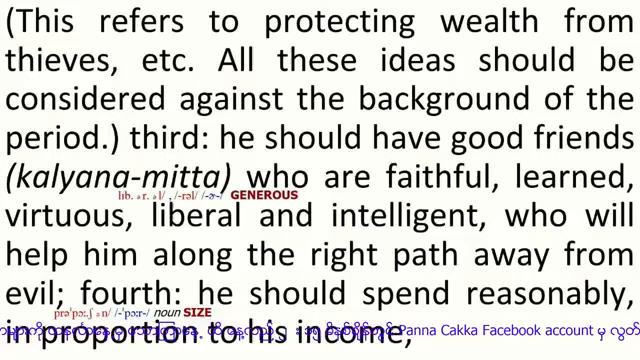 (This refers to protecting wealth from
thieves, etc. All these ideas should be
considered against the background of the
period.) third: he should have good friends
(kalyana-mitta) who are faithful, learned,
GENEROUS
virtuous, liberal and intelligent, who will
help him along the right path away from
evil; fourth: he should spend reasonably,
noun SIZE
in proportion to his income,
Panna Cakka Facebook account မှ လွတ်